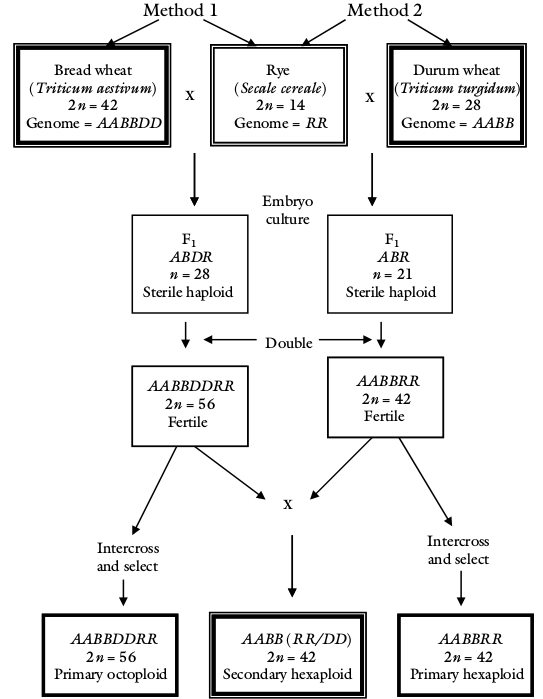 Method 1
Method 2
Bread wheat
(Triticum aestivum)
2n = 42
Genome = AABBDD
x
Rye
(Secale cereale)
2n = 14
Genome = RR
x
Durum wheat
(Triticum turgidum)
2n = 28
Genome = AABB
Embryo
culture
F₁
ABDR
n = 28
Sterile haploid
F₁
ABR
n = 21
Sterile haploid
Double
AABBDDRR
2n = 56
Fertile
AABBRR
2n = 42
Fertile
x
Intercross
and select
Intercross
and select
AABBDDRR
2n = 56
Primary octoploid
AABB (RR/DD)
2n = 42
Secondary hexaploid
AABBRR
2n = 42
Primary hexaploid